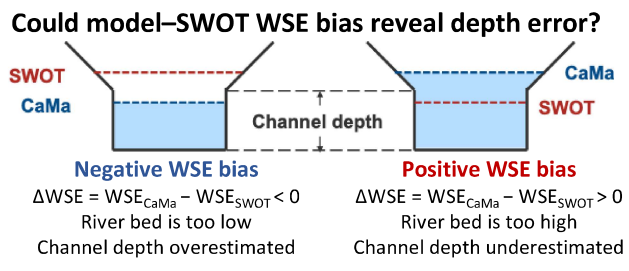 Could model–SWOT WSE bias reveal depth error?
SWOT
CaMa
Channel depth
CaMa
SWOT
Negative WSE bias
ΔWSE = WSE_CaMa − WSE_SWOT < 0
River bed is too low
Channel depth overestimated
Positive WSE bias
ΔWSE = WSE_CaMa − WSE_SWOT > 0
River bed is too high
Channel depth underestimated